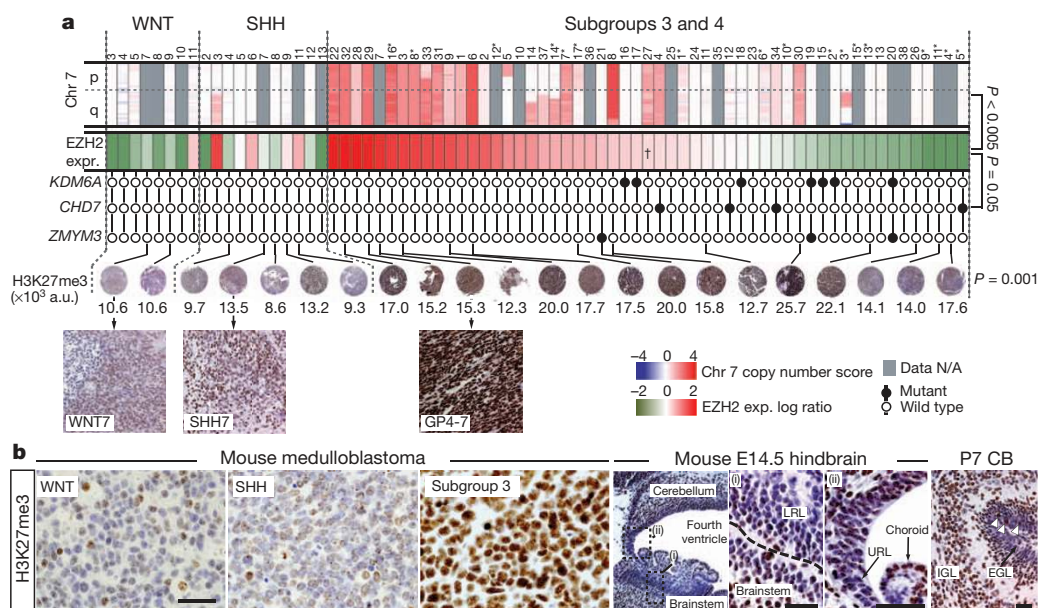 a
WNT
SHH
Subgroups 3 and 4
Chr 7
p
q
P < 0.005
EZH2 expr.
†
P = 0.05
KDM6A
CHD7
ZMYM3
H3K27me3
(×10³ a.u.)
P = 0.001
10.6 10.6 9.7 13.5 8.6 13.2 9.3 17.0 15.2 15.3 12.3 20.0 17.7 17.5 20.0 15.8 12.7 25.7 22.1 14.1 14.0 17.6
WNT7
SHH7
GP4-7
−4 0 4
Chr 7 copy number score
−2 0 2
EZH2 exp. log ratio
Data N/A
Mutant
Wild type
b
Mouse medulloblastoma
Mouse E14.5 hindbrain
P7 CB
H3K27me3
WNT
SHH
Subgroup 3
Cerebellum
(ii)
Fourth
ventricle
(i)
Brainstem
(i)
LRL
Brainstem
(ii)
Choroid
URL
IGL
EGL